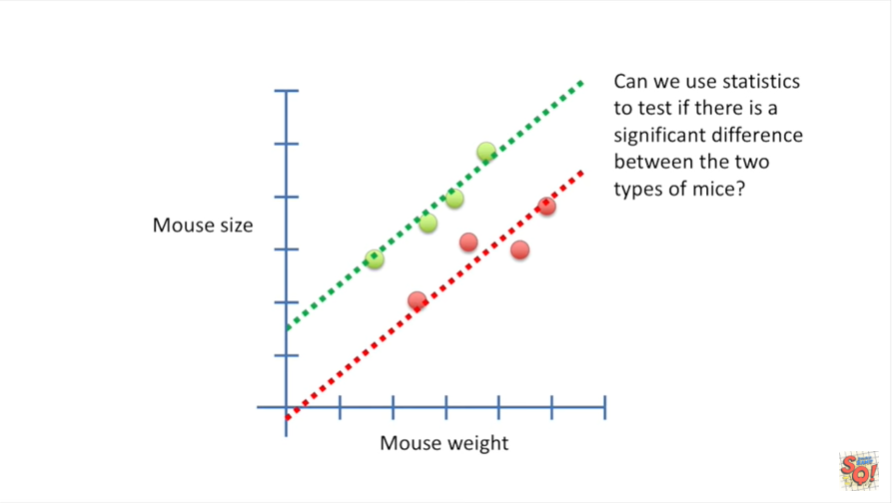 Can we use statistics
to test if there is a
significant difference
between the two
types of mice?
Mouse size
Mouse weight
SQ!